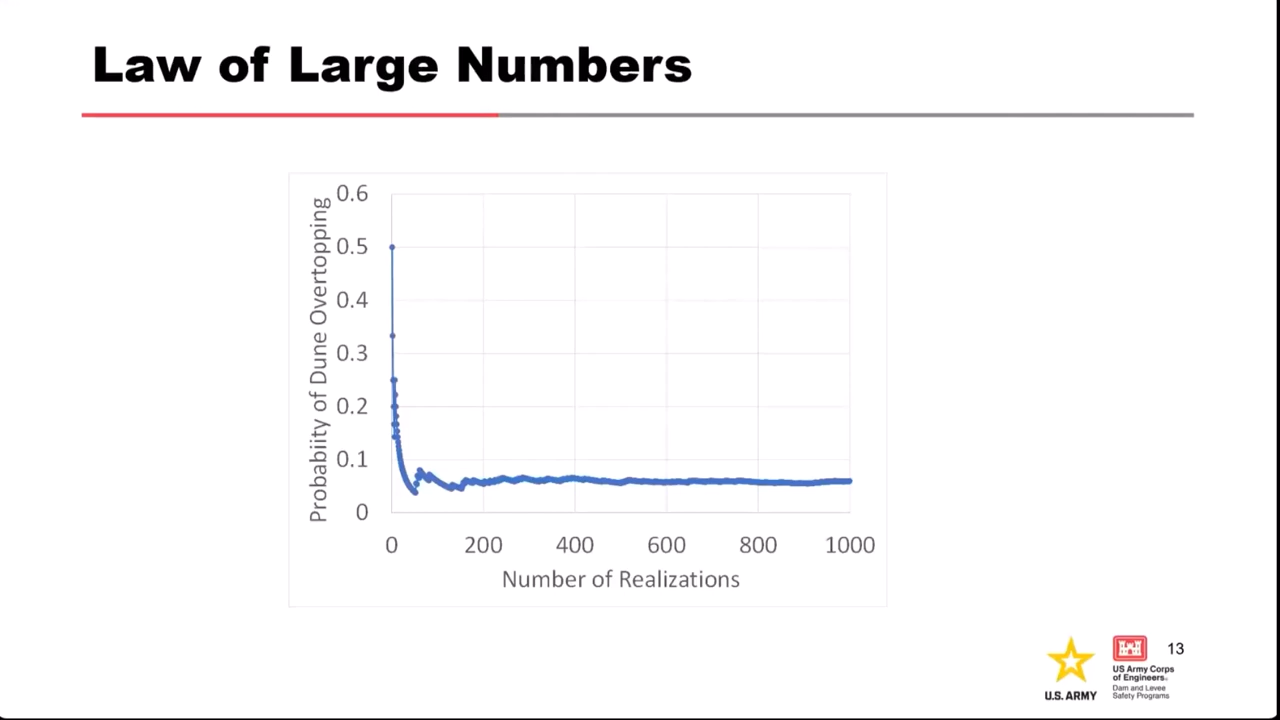 Law of Large Numbers
Probabiity of Dune Overtopping
0.6
0.5
0.4
0.3
0.2
0.1
0
0 200 400 600 800 1000
Number of Realizations
U.S. ARMY
US Army Corps
of Engineers.
Dam and Levee
Safety Programs
13